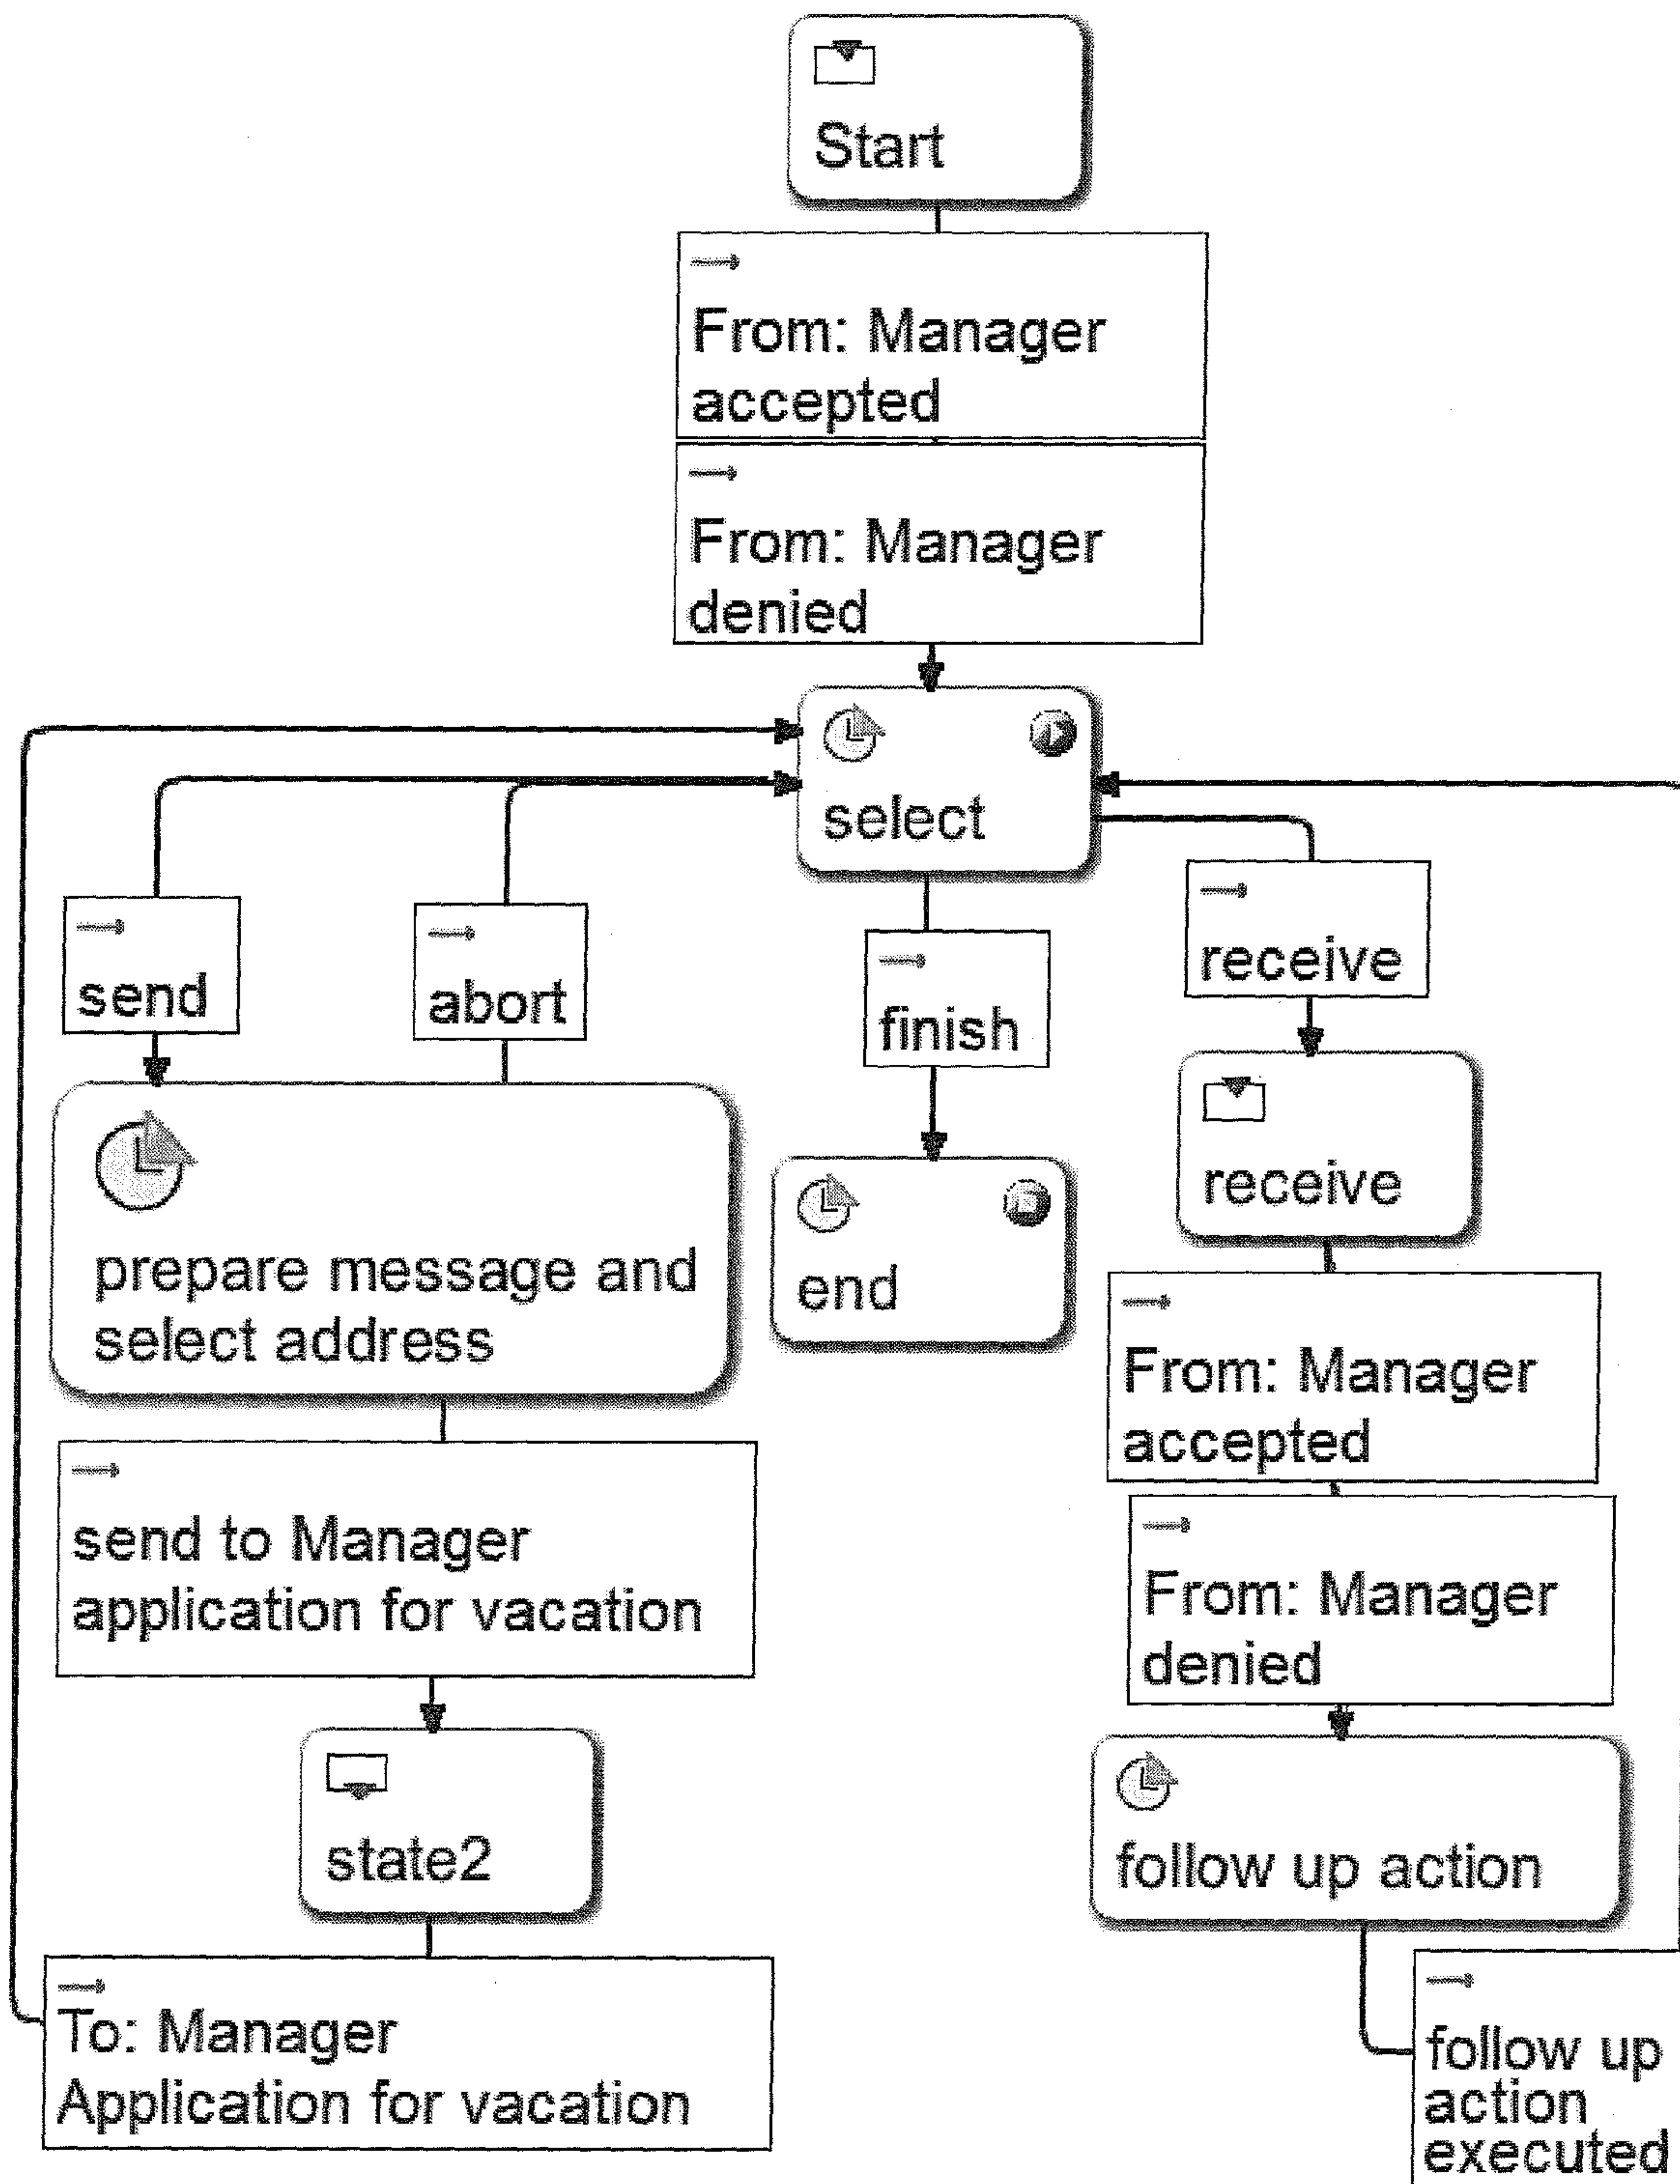 Start
From: Manager
accepted
From: Manager
denied
select
send
abort
finish
receive
receive
prepare message and
select address
end
From: Manager
accepted
send to Manager
application for vacation
From: Manager
denied
state2
follow up action
To: Manager
Application for vacation
follow up
action
executed